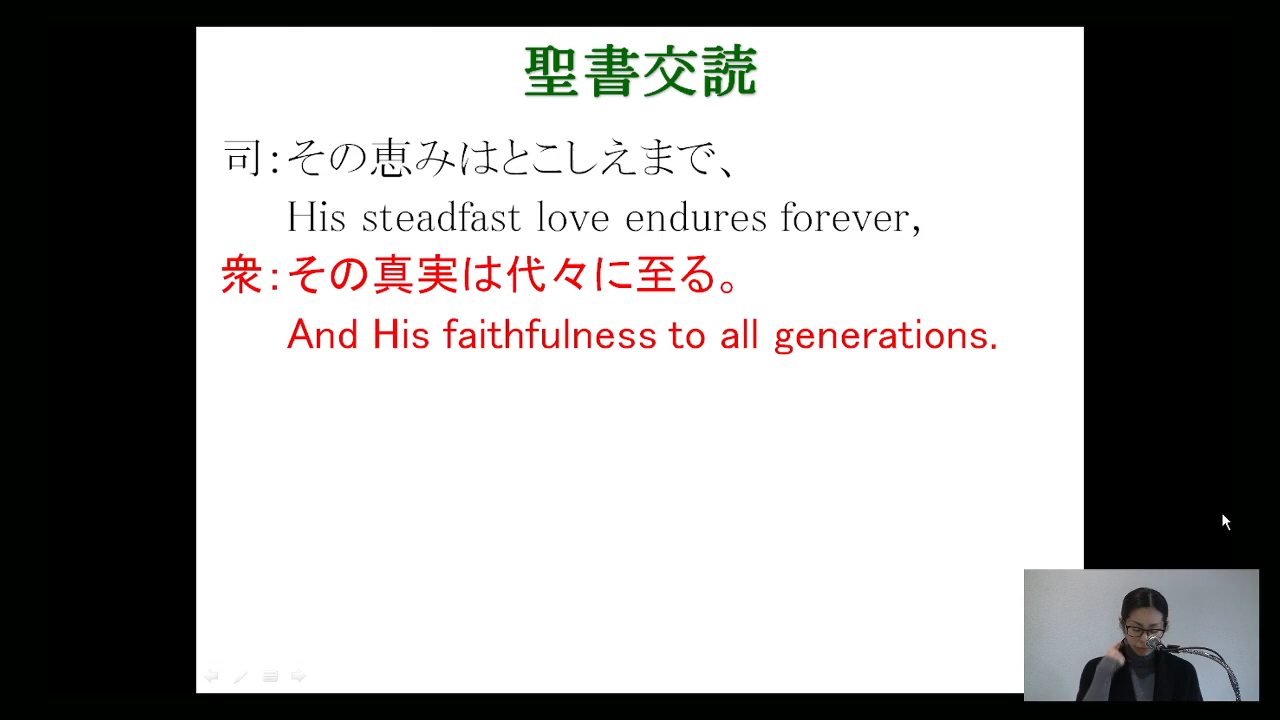 聖書交読
司：その恵みはとこしえまで、
His steadfast love endures forever,
衆：その真実は代々に至る。
And His faithfulness to all generations.